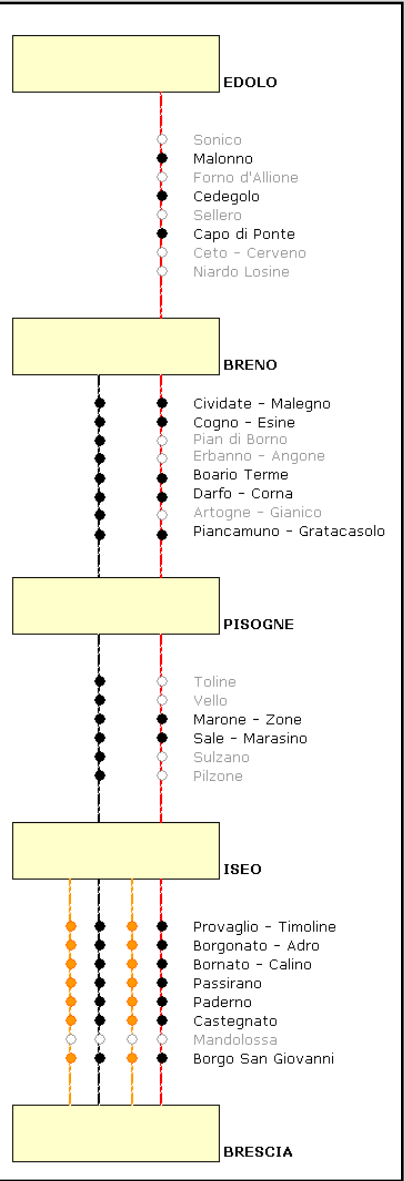 EDOLO
Sonico
Malonno
Forno d'Allione
Cedegolo
Sellero
Capo di Ponte
Ceto - Cerveno
Niardo Losine
BRENO
Cividate - Malegno
Cogno - Esine
Pian di Borno
Erbanno - Angone
Boario Terme
Darfo - Corna
Artogne - Gianico
Piancamuno - Gratacasolo
PISOGNE
Toline
Vello
Marone - Zone
Sale - Marasino
Sulzano
Pilzone
ISEO
Provaglio - Timoline
Borgonato - Adro
Bornato - Calino
Passirano
Paderno
Castegnato
Mandolossa
Borgo San Giovanni
BRESCIA